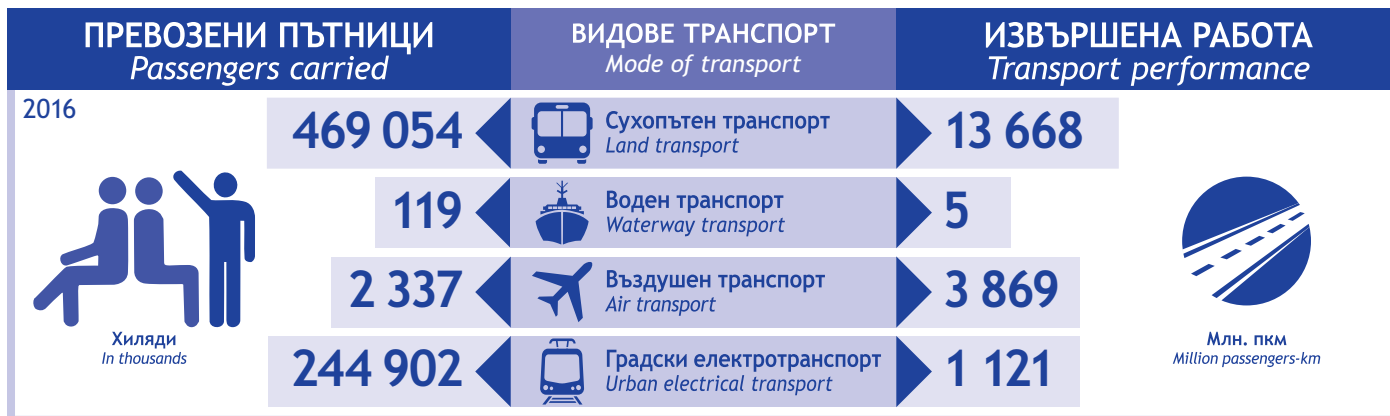 ПРЕВОЗЕНИ ПЪТНИЦИ
Passengers carried
ВИДОВЕ ТРАНСПОРТ
Mode of transport
ИЗВЪРШЕНА РАБОТА
Transport performance
2016
469 054
Сухопътен транспорт
Land transport
13 668
119
Воден транспорт
Waterway transport
5
2 337
Въздушен транспорт
Air transport
3 869
244 902
Градски електротранспорт
Urban electrical transport
1 121
Хиляди
In thousands
Млн. пкм
Million passengers-km